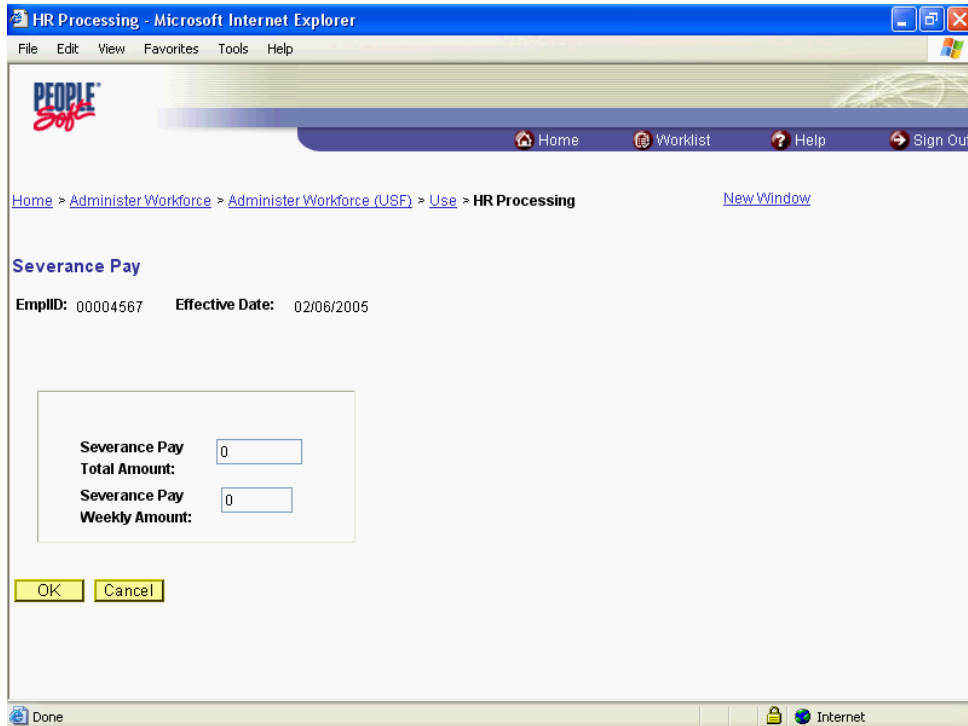 HR Processing - Microsoft Internet Explorer
File Edit View Favorites Tools Help
PEOPLE
Soft
Home Worklist Help Sign Out
Home > Administer Workforce > Administer Workforce (USF) > Use > HR Processing New Window
Severance Pay
EmplID: 00004567 Effective Date: 02/06/2005
Severance Pay
Total Amount: 0
Severance Pay
Weekly Amount: 0
OK Cancel
Done Internet